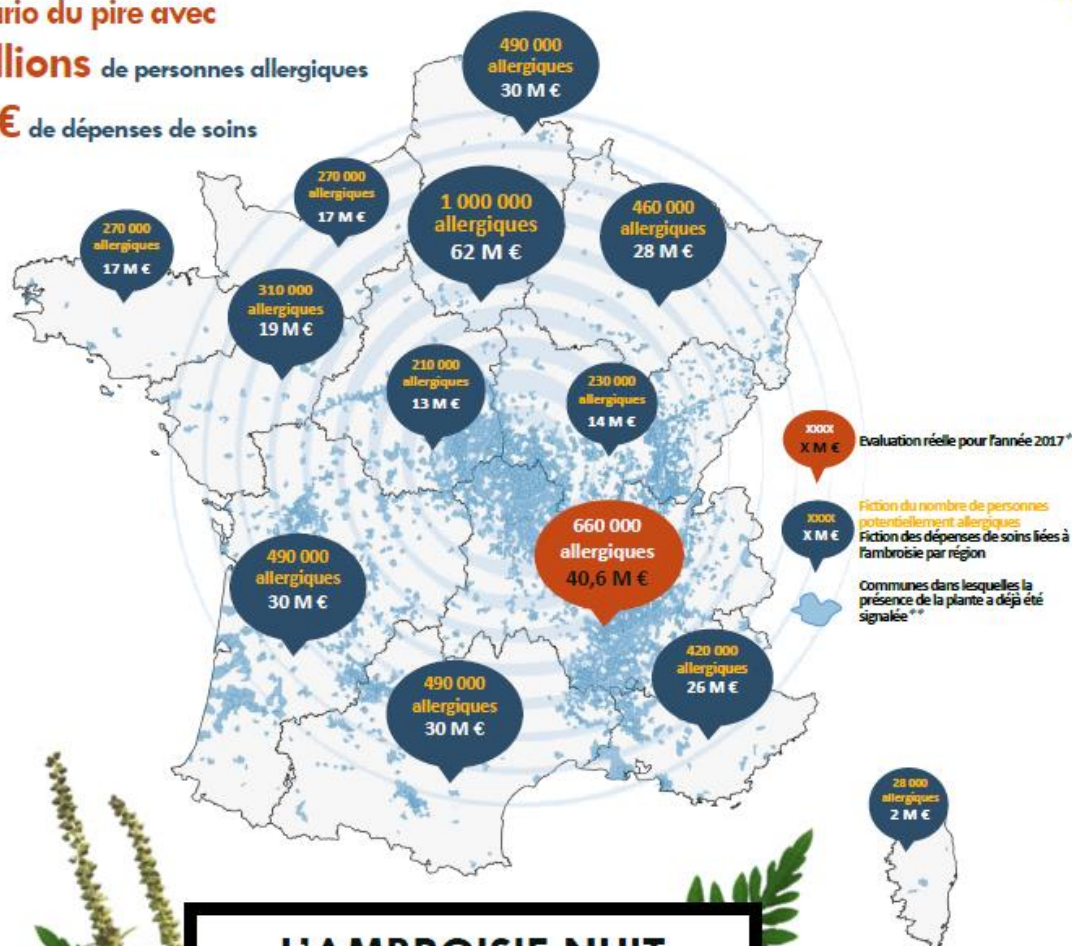 rio du pire avec
llions de personnes allergiques
€ de dépenses de soins
490 000
allergiques
30 M €
270 000
allergiques
17 M €
1 000 000
allergiques
62 M €
460 000
allergiques
28 M €
270 000
allergiques
17 M €
310 000
allergiques
19 M €
210 000
allergiques
13 M €
230 000
allergiques
14 M €
xxxx
X M €
Evaluation réelle pour l'année 2017*
xxxx
X M €
Fiction du nombre de personnes
potentiellement allergiques
Fiction des dépenses de soins liées à
l'ambroisie par région
Communes dans lesquelles la
présence de la plante a déjà été
signalée**
660 000
allergiques
40,6 M €
490 000
allergiques
30 M €
420 000
allergiques
26 M €
490 000
allergiques
30 M €
28 000
allergiques
2 M €
L'AMBROISIE NUIT